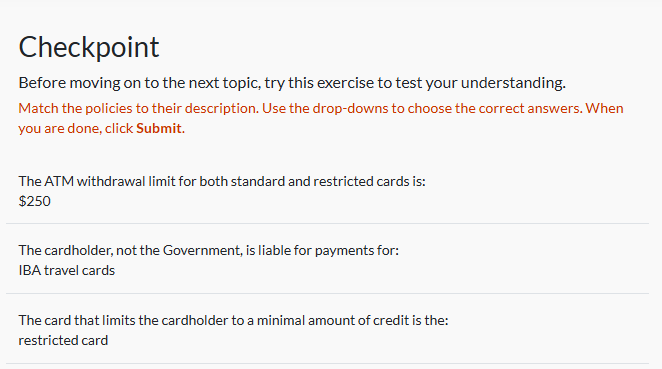 Checkpoint
Before moving on to the next topic, try this exercise to test your understanding.
Match the policies to their description. Use the drop-downs to choose the correct answers. When
you are done, click Submit.
The ATM withdrawal limit for both standard and restricted cards is:
$250
The cardholder, not the Government, is liable for payments for:
IBA travel cards
The card that limits the cardholder to a minimal amount of credit is the:
restricted card